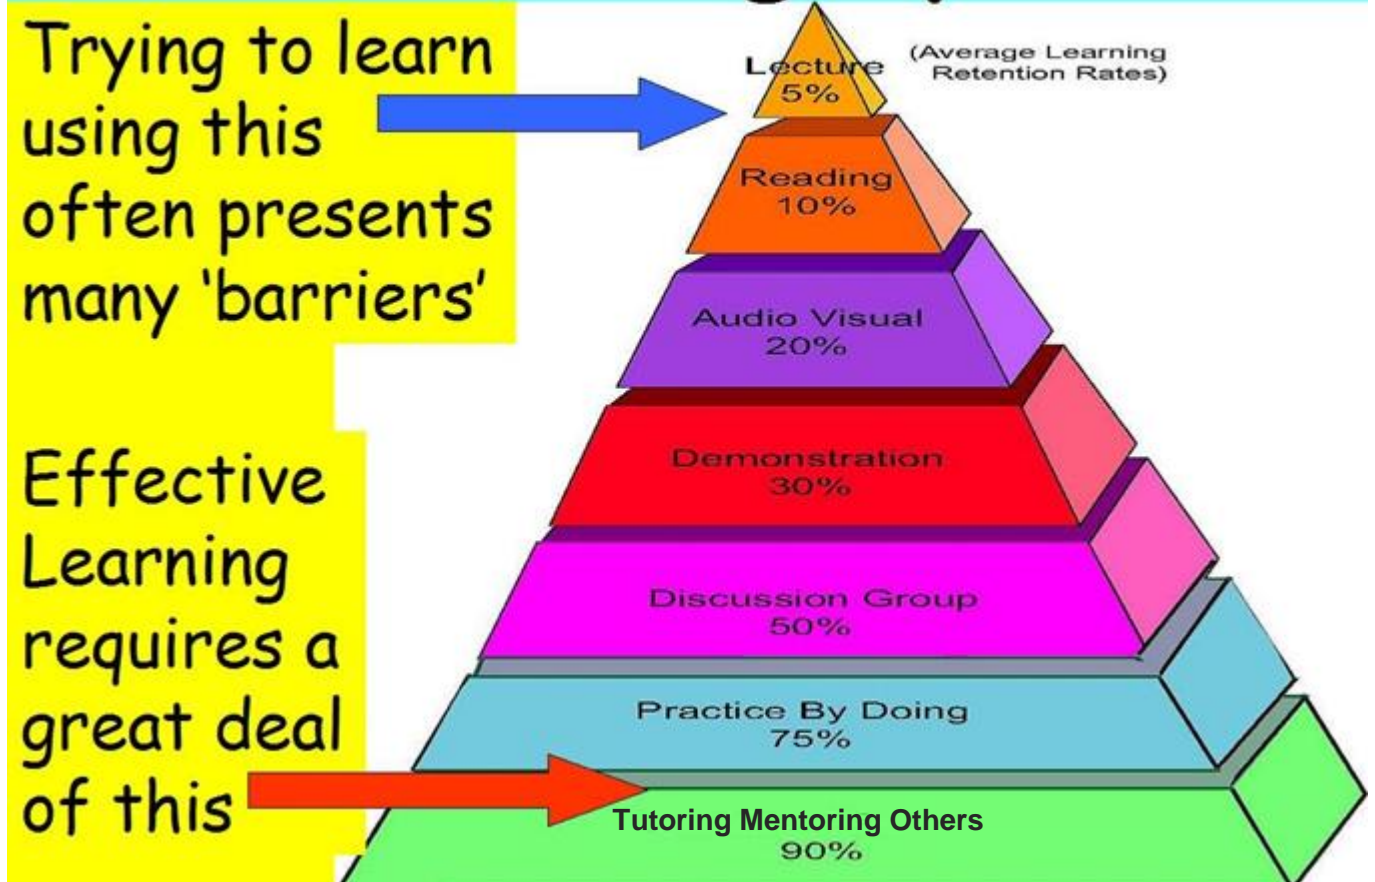 Trying to learn
using this
often presents
many ‘barriers’
Effective
Learning
requires a
great deal
of this
(Average Learning
Retention Rates)
Lecture
5%
Reading
10%
Audio Visual
20%
Demonstration
30%
Discussion Group
50%
Practice By Doing
75%
Tutoring Mentoring Others
90%